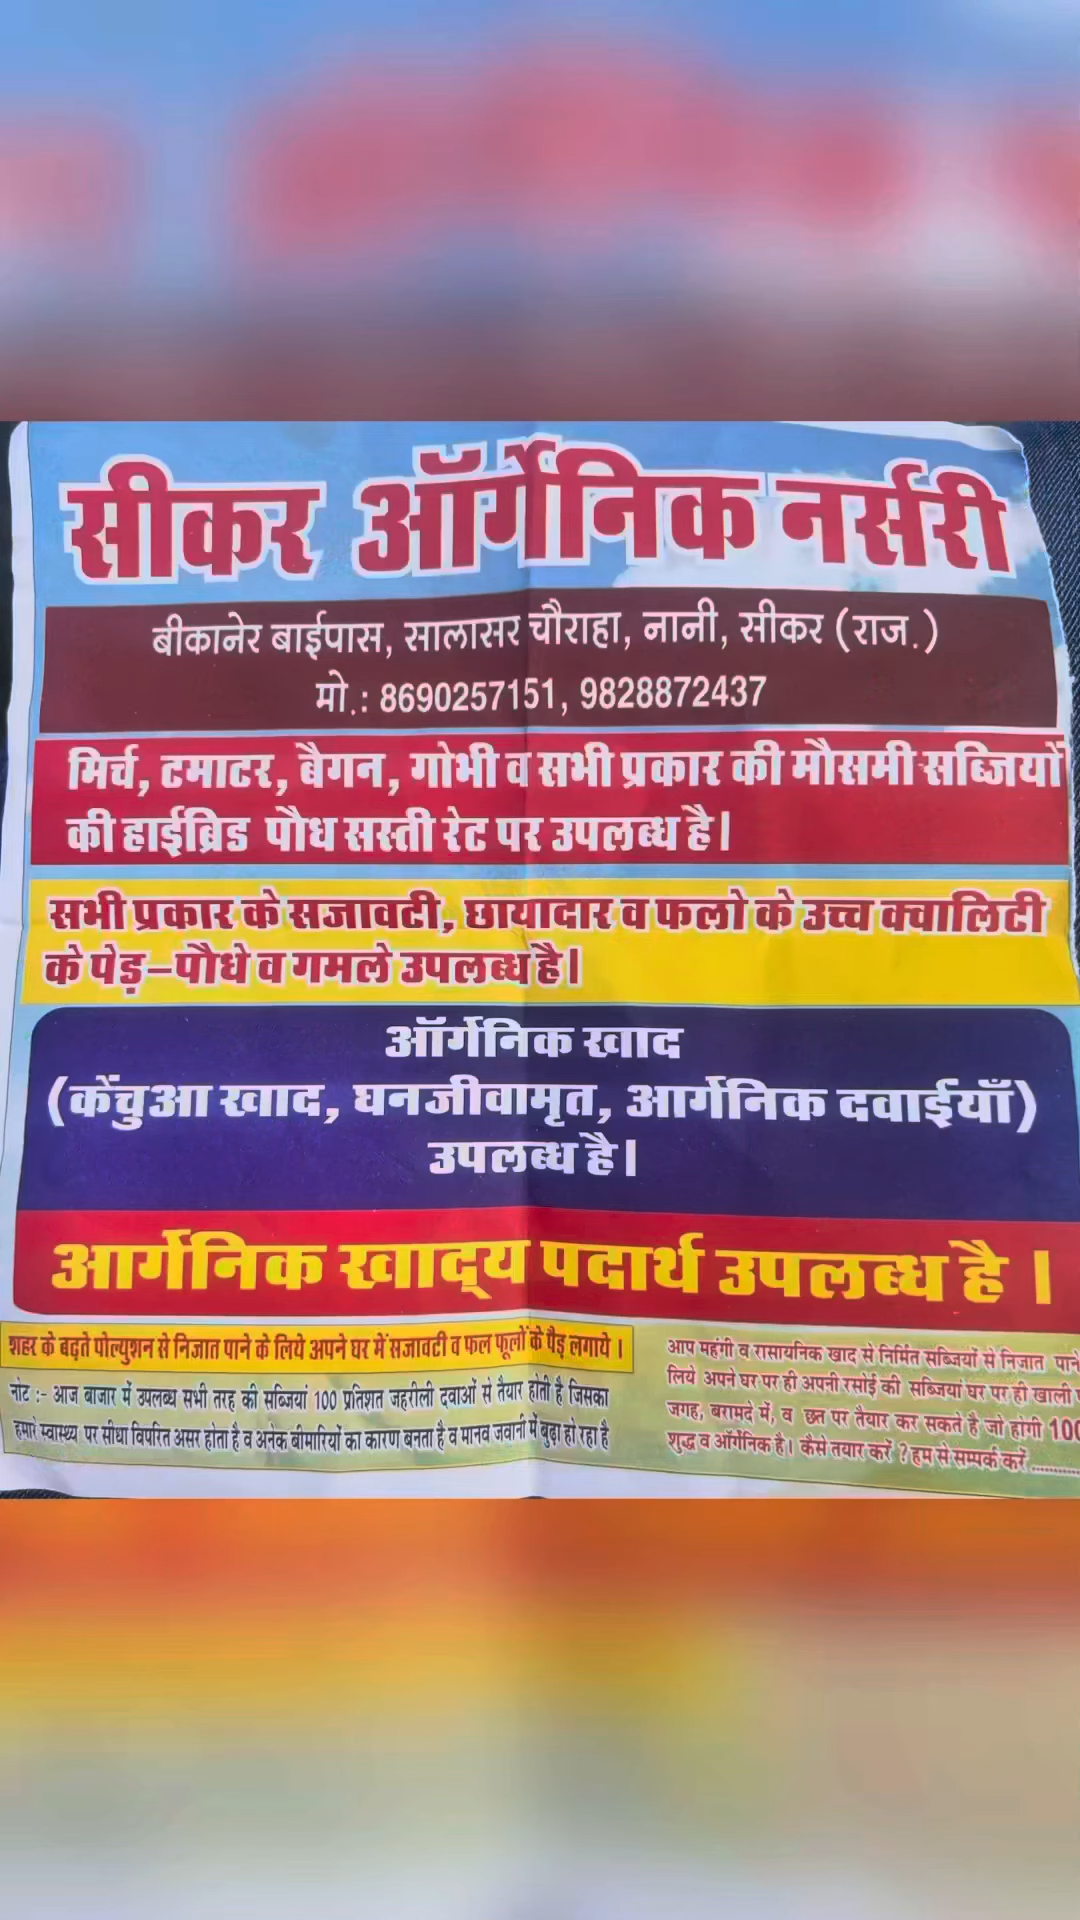 सीकर ऑर्गेनिक नर्सरी
बीकानेर बाईपास, सालासर चौराहा, नानी, सीकर (राज.)
मो.: 8690257151, 9828872437
मिर्च, टमाटर, बैगन, गोभी व सभी प्रकार की मौसमी सब्जियों
की हाईब्रिड पौध सस्ती रेट पर उपलब्ध है।
सभी प्रकार के सजावटी, छायादार व फलो के उच्च क्वालिटी
के पेड़-पौधे व गमले उपलब्ध है।
ऑर्गेनिक खाद
(केंचुआ खाद, घनजीवामृत, आर्गेनिक दवाईयाँ)
उपलब्ध है।
आर्गेनिक खाद्य पदार्थ उपलब्ध है ।
शहर के बढ़ते पोल्युशन से निजात पाने के लिये अपने घर में सजावटी व फल फूलों के पैड़ लगाये ।
नोट :- आज बाजार में उपलब्ध सभी तरह की सब्जियां 100 प्रतिशत जहरीली दवाओं से तैयार होती है जिसका
हमारे स्वास्थ्य पर सीधा विपरित असर होता है व अनेक बीमारियों का कारण बनता है व मानव जवानी में बुढ़ा हो रहा है
आप महंगी व रासायनिक खाद से निर्मित सब्जियों से निजात पाने
लिये अपने घर पर ही अपनी रसोई की सब्जियां घर पर ही खाली
जगह, बरामदे में, व छत पर तैयार कर सकते है जो होगी 100
शुद्ध व ऑर्गेनिक है। कैसे तयार करें ? हम से सम्पर्क करें ..........